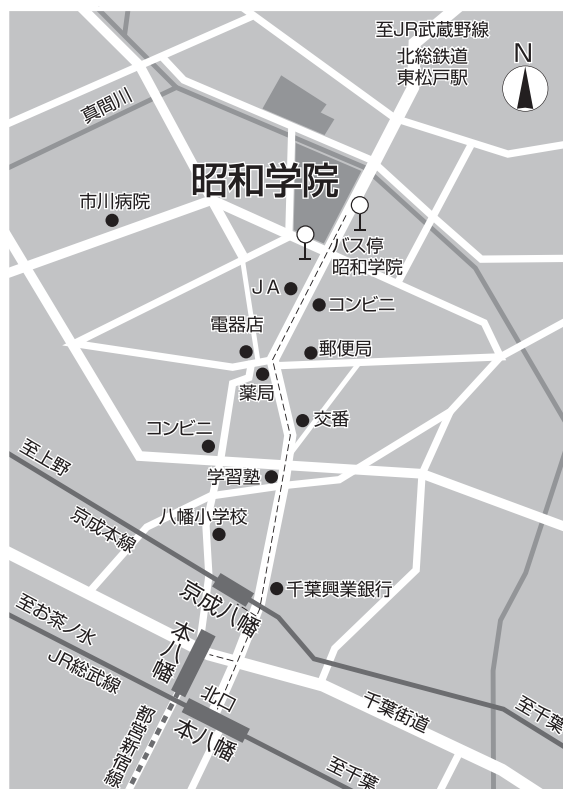 至JR武蔵野線
北総鉄道
東松戸駅
N
真間川
昭和学院
市川病院
バス停
昭和学院
JA
コンビニ
電器店
郵便局
薬局
交番
コンビニ
学習塾
至上野
京成本線
八幡小学校
京成八幡
千葉興業銀行
至お茶ノ水
JR総武線
本八幡
北口
本八幡
都営新宿線
千葉街道
至千葉
至千葉